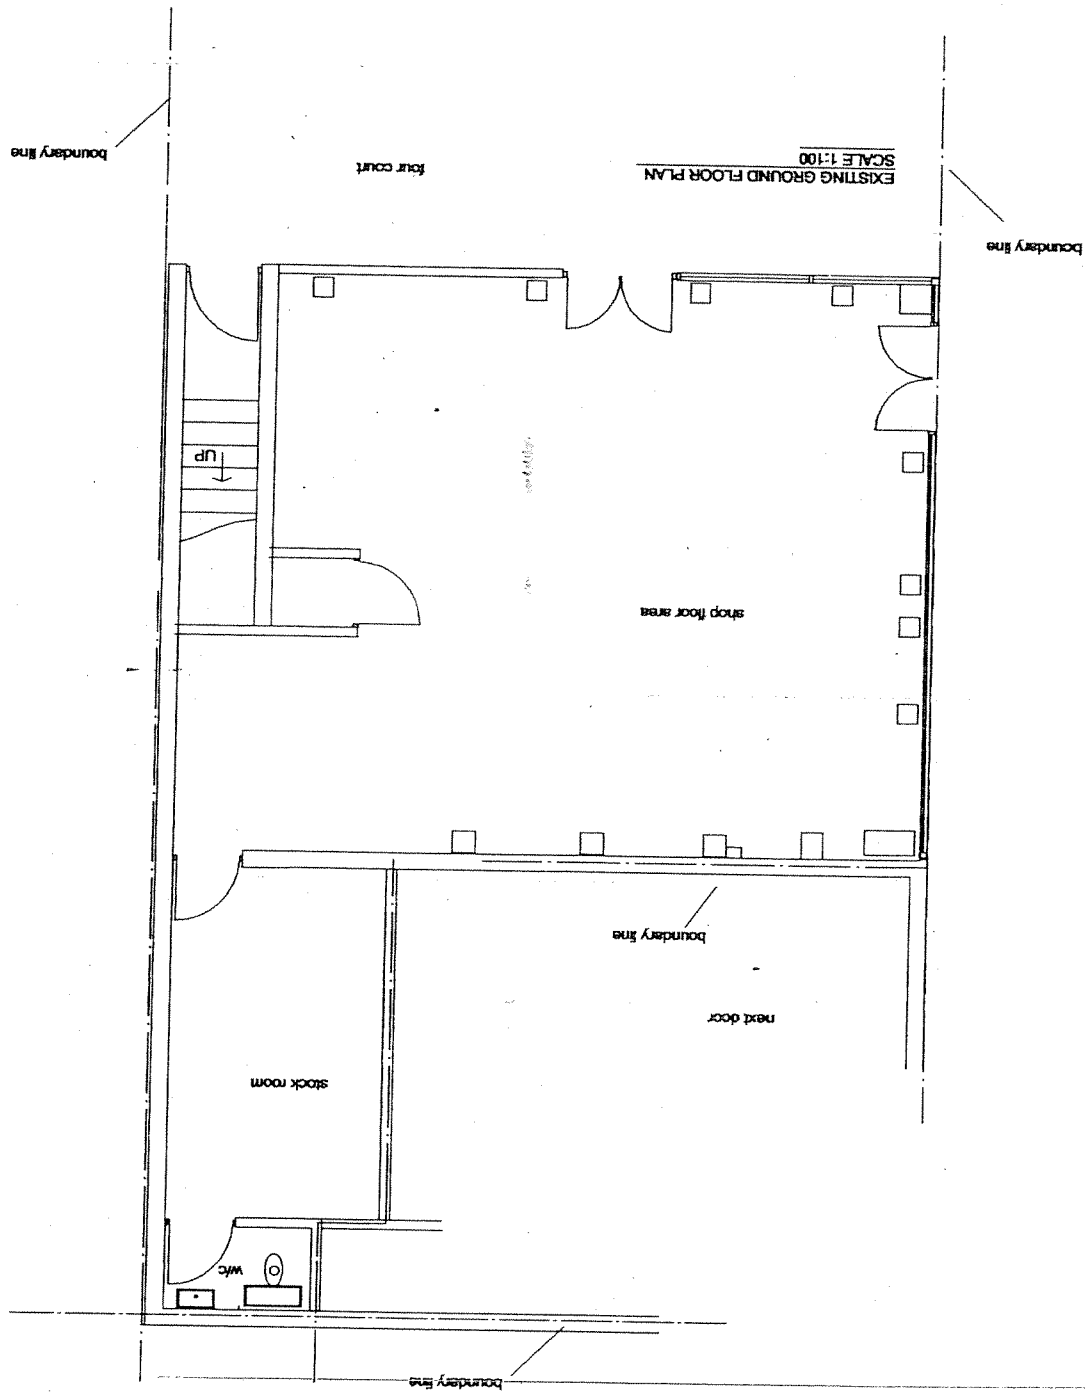 boundary line
w/c
stock room
next door
boundary line
shop floor area
UP
boundary line
EXISTING GROUND FLOOR PLAN
SCALE 1:100
four court
boundary line